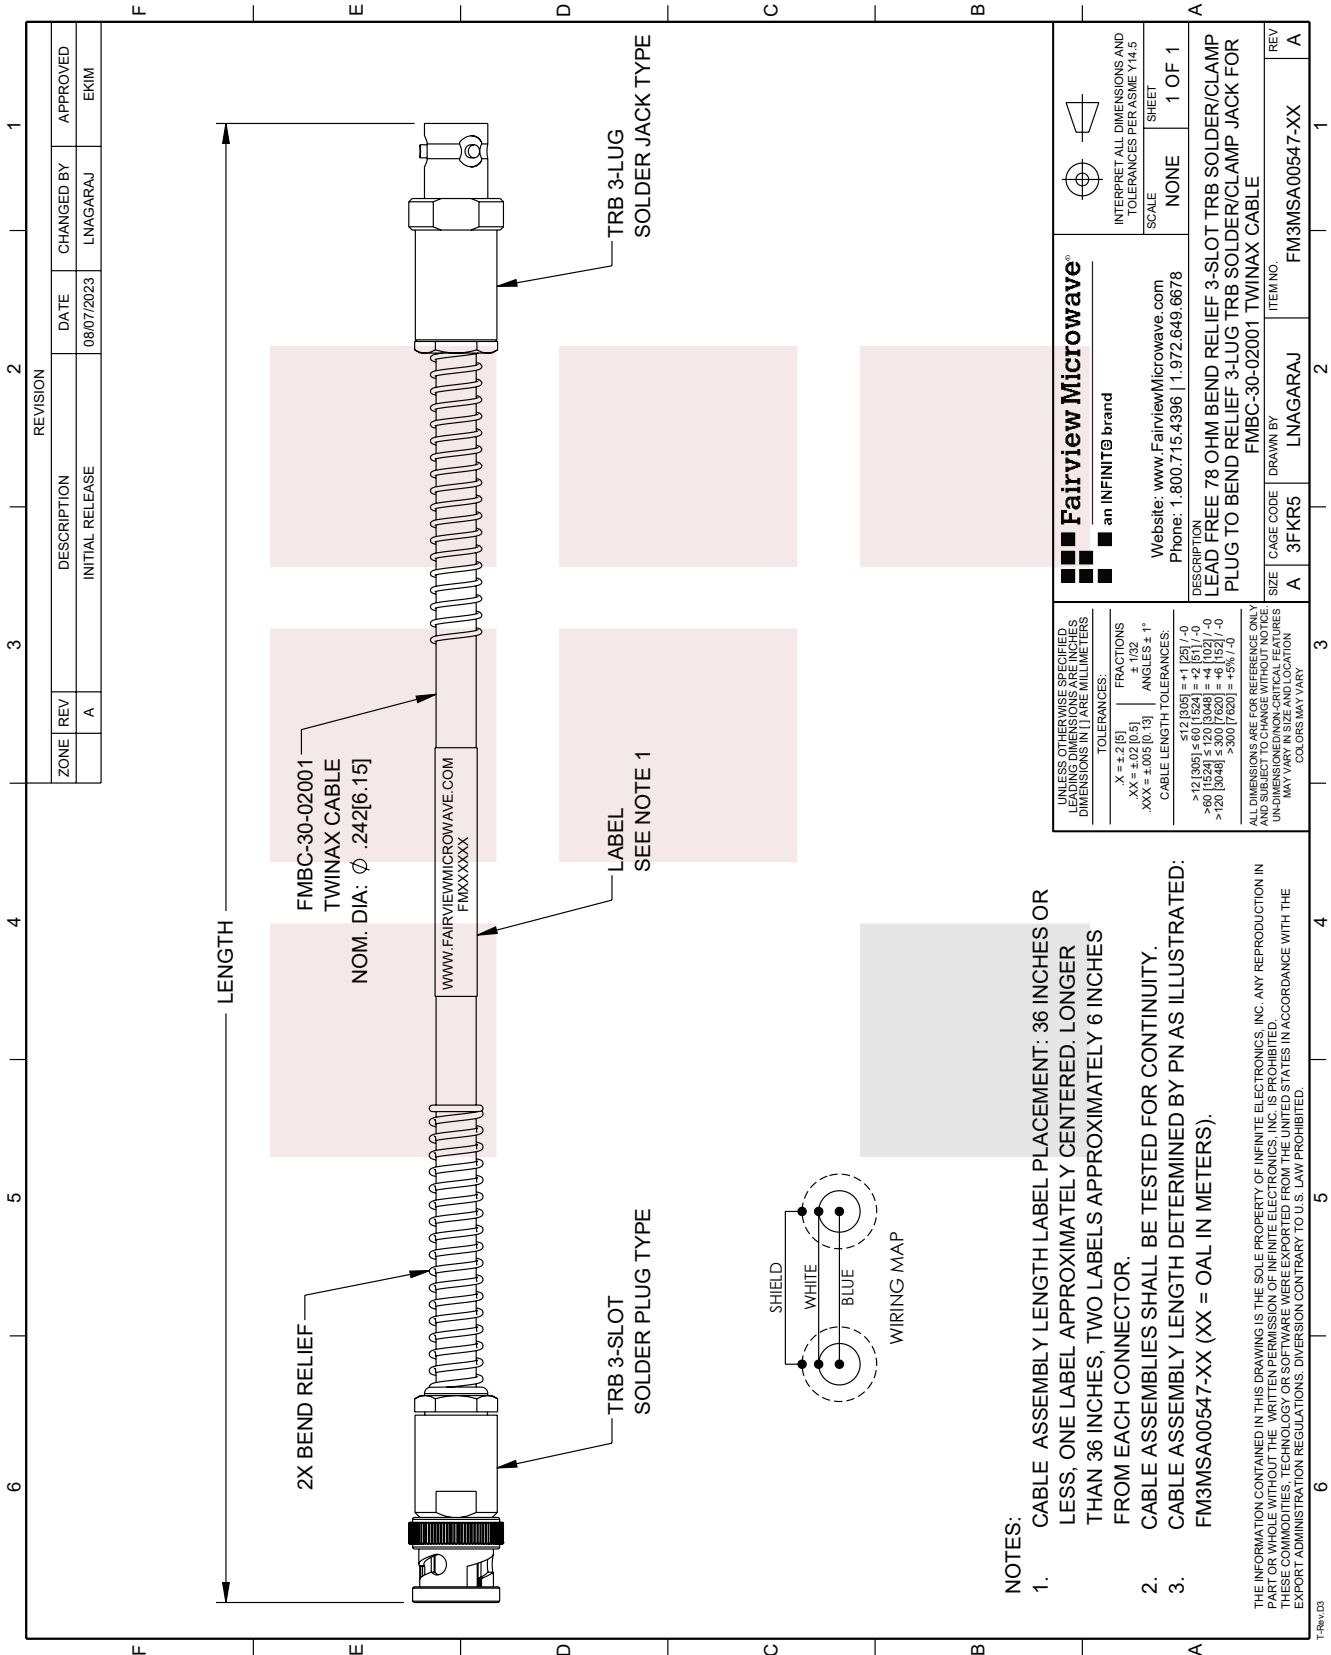 REVISION
ZONE REV DESCRIPTION DATE CHANGED BY APPROVED
A INITIAL RELEASE 08/07/2023 LNAGARAJ EKIM
6 5 4 3 2 1
F
E
D
C
B
A
F
E
D
C
B
A
LENGTH
2X BEND RELIEF
FMBC-30-02001
TWINAX CABLE
NOM. DIA: Ø .242[6.15]
WWW.FAIRVIEWMICROWAVE.COM
FMXXXXXX
TRB 3-SLOT
SOLDER PLUG TYPE
LABEL
SEE NOTE 1
TRB 3-LUG
SOLDER JACK TYPE
SHIELD
WHITE
BLUE
WIRING MAP
NOTES:
1. CABLE ASSEMBLY LENGTH LABEL PLACEMENT: 36 INCHES OR
LESS, ONE LABEL APPROXIMATELY CENTERED. LONGER
THAN 36 INCHES, TWO LABELS APPROXIMATELY 6 INCHES
FROM EACH CONNECTOR.
2. CABLE ASSEMBLIES SHALL BE TESTED FOR CONTINUITY.
3. CABLE ASSEMBLY LENGTH DETERMINED BY PN AS ILLUSTRATED:
FM3MSA00547-XX (XX = OAL IN METERS).
THE INFORMATION CONTAINED IN THIS DRAWING IS THE SOLE PROPERTY OF INFINITE ELECTRONICS, INC. ANY REPRODUCTION IN
PART OR WHOLE WITHOUT THE WRITTEN PERMISSION OF INFINITE ELECTRONICS, INC. IS PROHIBITED.
THESE COMMODITIES, TECHNOLOGY OR SOFTWARE WERE EXPORTED FROM THE UNITED STATES IN ACCORDANCE WITH THE
EXPORT ADMINISTRATION REGULATIONS. DIVERSION CONTRARY TO U.S. LAW PROHIBITED.
UNLESS OTHERWISE SPECIFIED
LEADING DIMENSIONS ARE INCHES
DIMENSIONS IN [ ] ARE MILLIMETERS
TOLERANCES:
.X = ±.2 [5] FRACTIONS
.XX = ±.02 [0.5] ± 1/32
.XXX = ±.005 [0.13] ANGLES ± 1°
CABLE LENGTH TOLERANCES:
≤12 [305] = +1 [25] / -0
>12 [305] ≤ 60 [1524] = +2 [51] / -0
>60 [1524] ≤ 120 [3048] = +4 [102] / -0
>120 [3048] ≤ 300 [7620] = +6 [152] / -0
>300 [7620] = +5% / -0
ALL DIMENSIONS ARE FOR REFERENCE ONLY
AND SUBJECT TO CHANGE WITHOUT NOTICE.
UN-DIMENSIONED/NON-CRITICAL FEATURES
MAY VARY IN SIZE AND LOCATION
COLORS MAY VARY
Fairview Microwave®
an INFINIT@ brand
Website: www.FairviewMicrowave.com
Phone: 1.800.715.4396 | 1.972.649.6678
INTERPRET ALL DIMENSIONS AND
TOLERANCES PER ASME Y14.5
SCALE SHEET
NONE 1 OF 1
DESCRIPTION
LEAD FREE 78 OHM BEND RELIEF 3-SLOT TRB SOLDER/CLAMP
PLUG TO BEND RELIEF 3-LUG TRB SOLDER/CLAMP JACK FOR
FMBC-30-02001 TWINAX CABLE
SIZE CAGE CODE DRAWN BY ITEM NO. REV
A 3FKR5 LNAGARAJ FM3MSA00547-XX A
6 5 4 3 2 1
T-Rev.D3